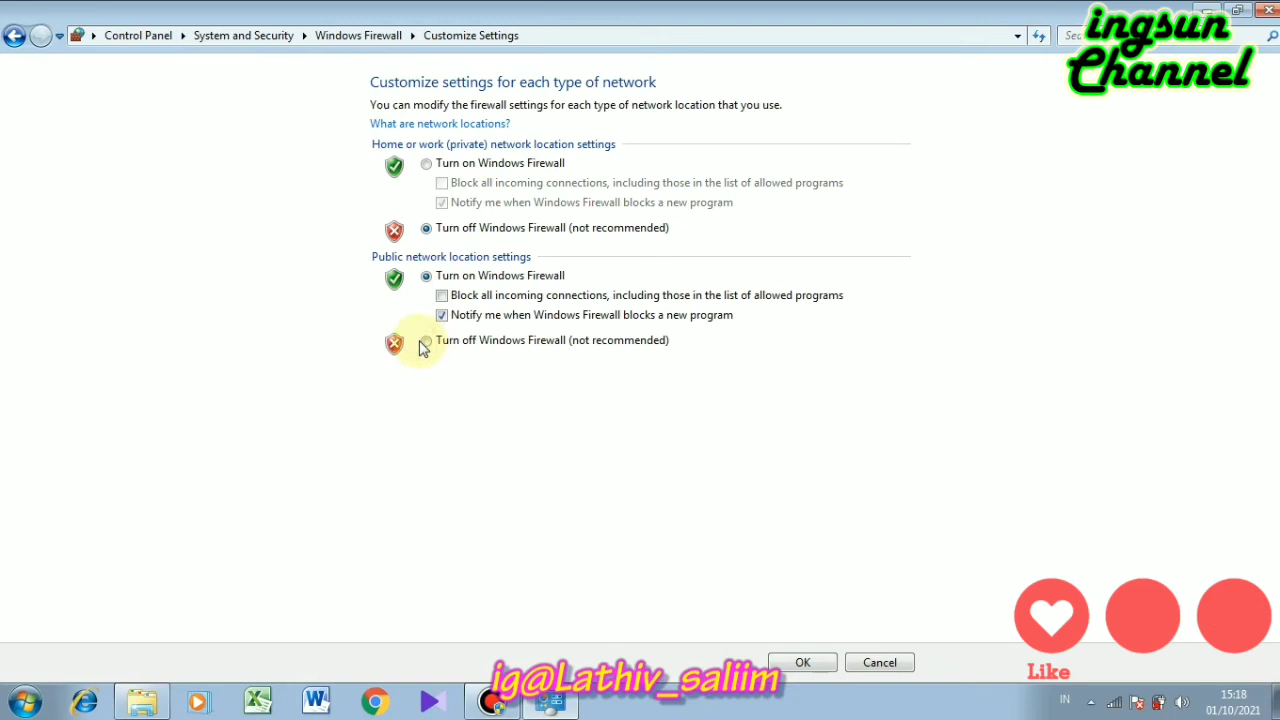 Control Panel System and Security Windows Firewall Customize Settings
ingsun
Channel
Customize settings for each type of network
You can modify the firewall settings for each type of network location that you use.
What are network locations?
Home or work (private) network location settings
Turn on Windows Firewall
Block all incoming connections, including those in the list of allowed programs
Notify me when Windows Firewall blocks a new program
Turn off Windows Firewall (not recommended)
Public network location settings
Turn on Windows Firewall
Block all incoming connections, including those in the list of allowed programs
Notify me when Windows Firewall blocks a new program
Turn off Windows Firewall (not recommended)
OK Cancel
Like
ig@Lathiv_saliim
IN
15:18
01/10/2021